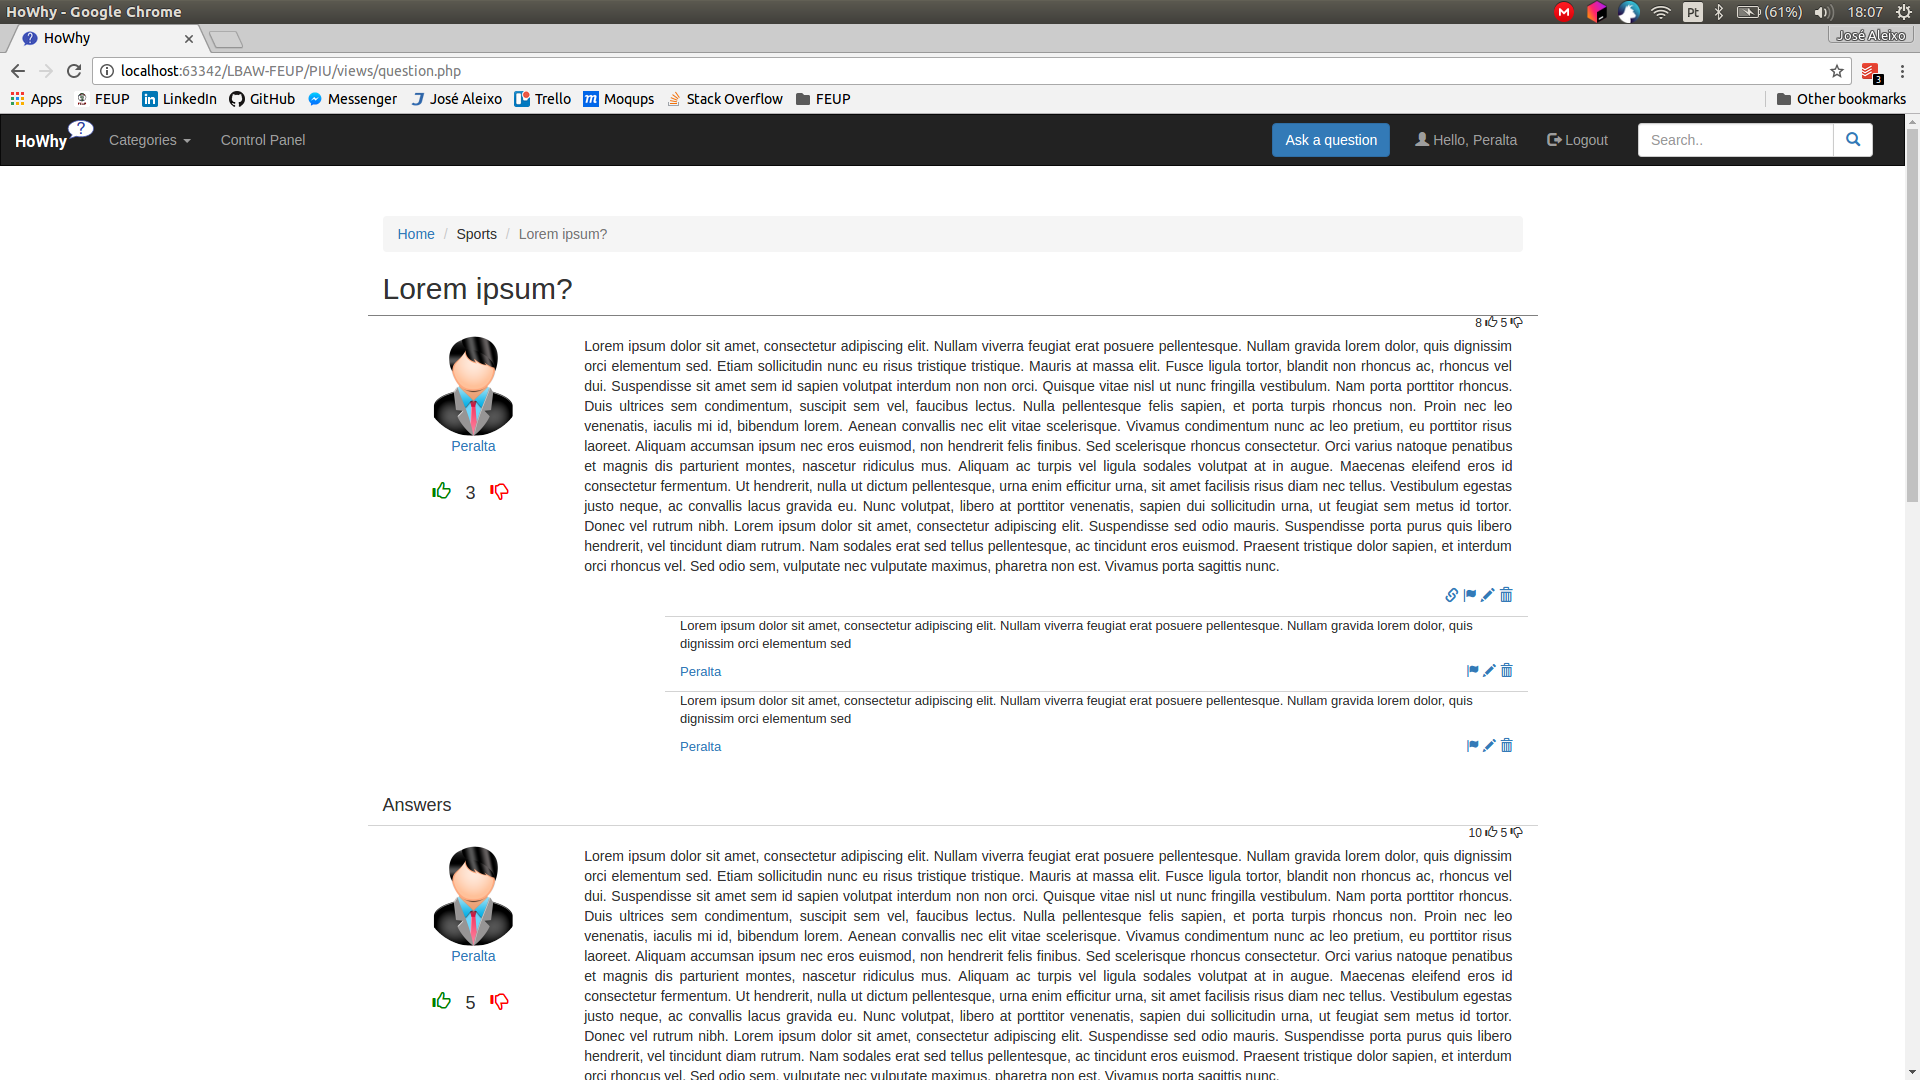 HoWhy - Google Chrome
M
Pt
(61%)
18:07
HoWhy
José Aleixo
localhost:63342/LBAW-FEUP/PIU/views/question.php
3
Apps
FEUP
LinkedIn
GitHub
Messenger
José Aleixo
Trello
Moqups
Stack Overflow
FEUP
Other bookmarks
HoWhy ?
Categories
Control Panel
Ask a question
Hello, Peralta
Logout
Search..
Home / Sports / Lorem ipsum?
Lorem ipsum?
8 5
Lorem ipsum dolor sit amet, consectetur adipiscing elit. Nullam viverra feugiat erat posuere pellentesque. Nullam gravida lorem dolor, quis dignissim
orci elementum sed. Etiam sollicitudin nunc eu risus tristique tristique. Mauris at massa elit. Fusce ligula tortor, blandit non rhoncus ac, rhoncus vel
dui. Suspendisse sit amet sem id sapien volutpat interdum non non orci. Quisque vitae nisl ut nunc fringilla vestibulum. Nam porta porttitor rhoncus.
Duis ultrices sem condimentum, suscipit sem vel, faucibus lectus. Nulla pellentesque felis sapien, et porta turpis rhoncus non. Proin nec leo
venenatis, iaculis mi id, bibendum lorem. Aenean convallis nec elit vitae scelerisque. Vivamus condimentum nunc ac leo pretium, eu porttitor risus
laoreet. Aliquam accumsan ipsum nec eros euismod, non hendrerit felis finibus. Sed scelerisque rhoncus consectetur. Orci varius natoque penatibus
et magnis dis parturient montes, nascetur ridiculus mus. Aliquam ac turpis vel ligula sodales volutpat at in augue. Maecenas eleifend eros id
consectetur fermentum. Ut hendrerit, nulla ut dictum pellentesque, urna enim efficitur urna, sit amet facilisis risus diam nec tellus. Vestibulum egestas
justo neque, ac convallis lacus gravida eu. Nunc volutpat, libero at porttitor venenatis, sapien dui sollicitudin urna, ut feugiat sem metus id tortor.
Donec vel rutrum nibh. Lorem ipsum dolor sit amet, consectetur adipiscing elit. Suspendisse sed odio mauris. Suspendisse porta purus quis libero
hendrerit, vel tincidunt diam rutrum. Nam sodales erat sed tellus pellentesque, ac tincidunt eros euismod. Praesent tristique dolor sapien, et interdum
orci rhoncus vel. Sed odio sem, vulputate nec vulputate maximus, pharetra non est. Vivamus porta sagittis nunc.
Peralta
3
Lorem ipsum dolor sit amet, consectetur adipiscing elit. Nullam viverra feugiat erat posuere pellentesque. Nullam gravida lorem dolor, quis
dignissim orci elementum sed
Peralta
Lorem ipsum dolor sit amet, consectetur adipiscing elit. Nullam viverra feugiat erat posuere pellentesque. Nullam gravida lorem dolor, quis
dignissim orci elementum sed
Peralta
Answers
10 5
Lorem ipsum dolor sit amet, consectetur adipiscing elit. Nullam viverra feugiat erat posuere pellentesque. Nullam gravida lorem dolor, quis dignissim
orci elementum sed. Etiam sollicitudin nunc eu risus tristique tristique. Mauris at massa elit. Fusce ligula tortor, blandit non rhoncus ac, rhoncus vel
dui. Suspendisse sit amet sem id sapien volutpat interdum non non orci. Quisque vitae nisl ut nunc fringilla vestibulum. Nam porta porttitor rhoncus.
Duis ultrices sem condimentum, suscipit sem vel, faucibus lectus. Nulla pellentesque felis sapien, et porta turpis rhoncus non. Proin nec leo
venenatis, iaculis mi id, bibendum lorem. Aenean convallis nec elit vitae scelerisque. Vivamus condimentum nunc ac leo pretium, eu porttitor risus
laoreet. Aliquam accumsan ipsum nec eros euismod, non hendrerit felis finibus. Sed scelerisque rhoncus consectetur. Orci varius natoque penatibus
et magnis dis parturient montes, nascetur ridiculus mus. Aliquam ac turpis vel ligula sodales volutpat at in augue. Maecenas eleifend eros id
consectetur fermentum. Ut hendrerit, nulla ut dictum pellentesque, urna enim efficitur urna, sit amet facilisis risus diam nec tellus. Vestibulum egestas
justo neque, ac convallis lacus gravida eu. Nunc volutpat, libero at porttitor venenatis, sapien dui sollicitudin urna, ut feugiat sem metus id tortor.
Donec vel rutrum nibh. Lorem ipsum dolor sit amet, consectetur adipiscing elit. Suspendisse sed odio mauris. Suspendisse porta purus quis libero
hendrerit, vel tincidunt diam rutrum. Nam sodales erat sed tellus pellentesque, ac tincidunt eros euismod. Praesent tristique dolor sapien, et interdum
orci rhoncus vel. Sed odio sem, vulputate nec vulputate maximus, pharetra non est. Vivamus porta sagittis nunc.
Peralta
5